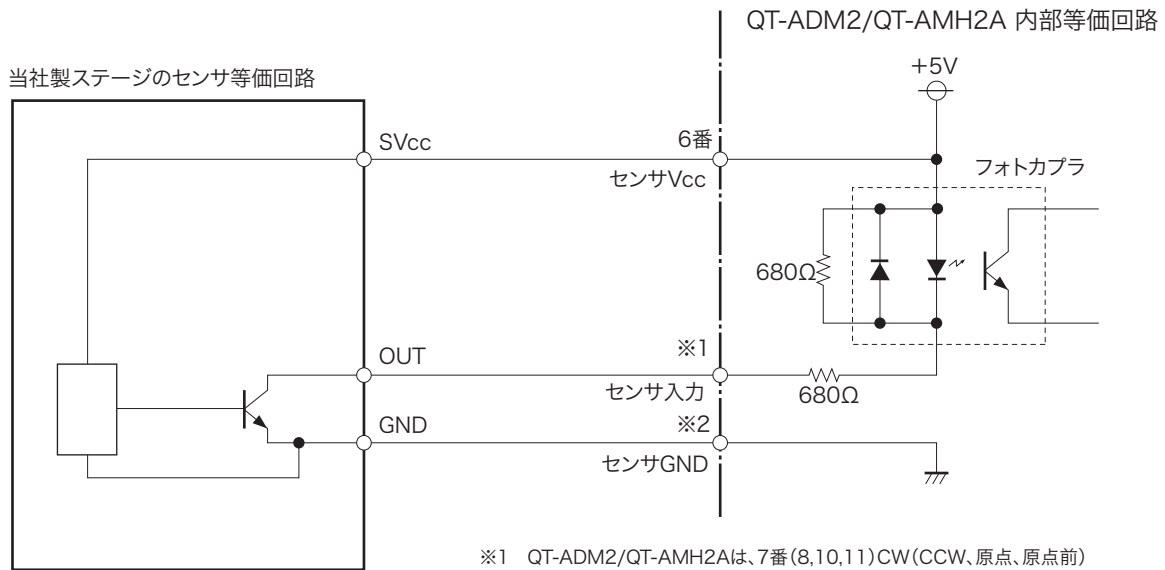 QT-ADM2/QT-AMH2A 内部等価回路
当社製ステージのセンサ等価回路
+5V
SVcc
6番
センサVcc
フォトカプラ
680Ω
OUT
※1
センサ入力
680Ω
GND
※2
センサGND
※1 QT-ADM2/QT-AMH2Aは、7番(8,10,11)CW(CCW、原点、原点前)